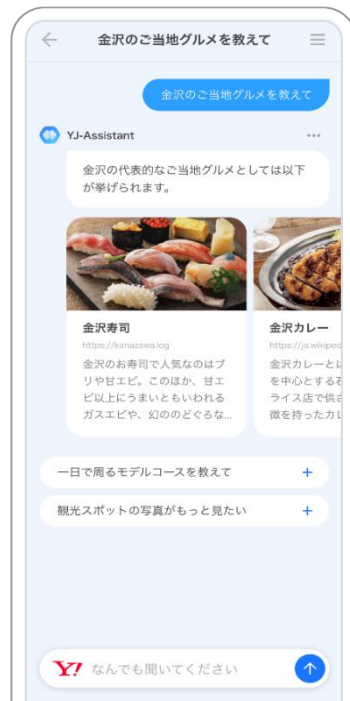 金沢のご当地グルメを教えて
金沢のご当地グルメを教えて
YJ-Assistant
金沢の代表的なご当地グルメとしては以下
が挙げられます。
金沢寿司
https://kanazawa.log
金沢のお寿司で人気なのはブ
リや甘エビ。このほか、甘エ
ビ以上にうまいともいわれる
ガスエビや、幻ののどぐろな...
金沢カレー
https://ja.wikiped
金沢カレーとは
を中心とする石
ライス店で供さ
徴を持ったカレ
一日で周るモデルコースを教えて
観光スポットの写真がもっと見たい
Y!
なんでも聞いてください